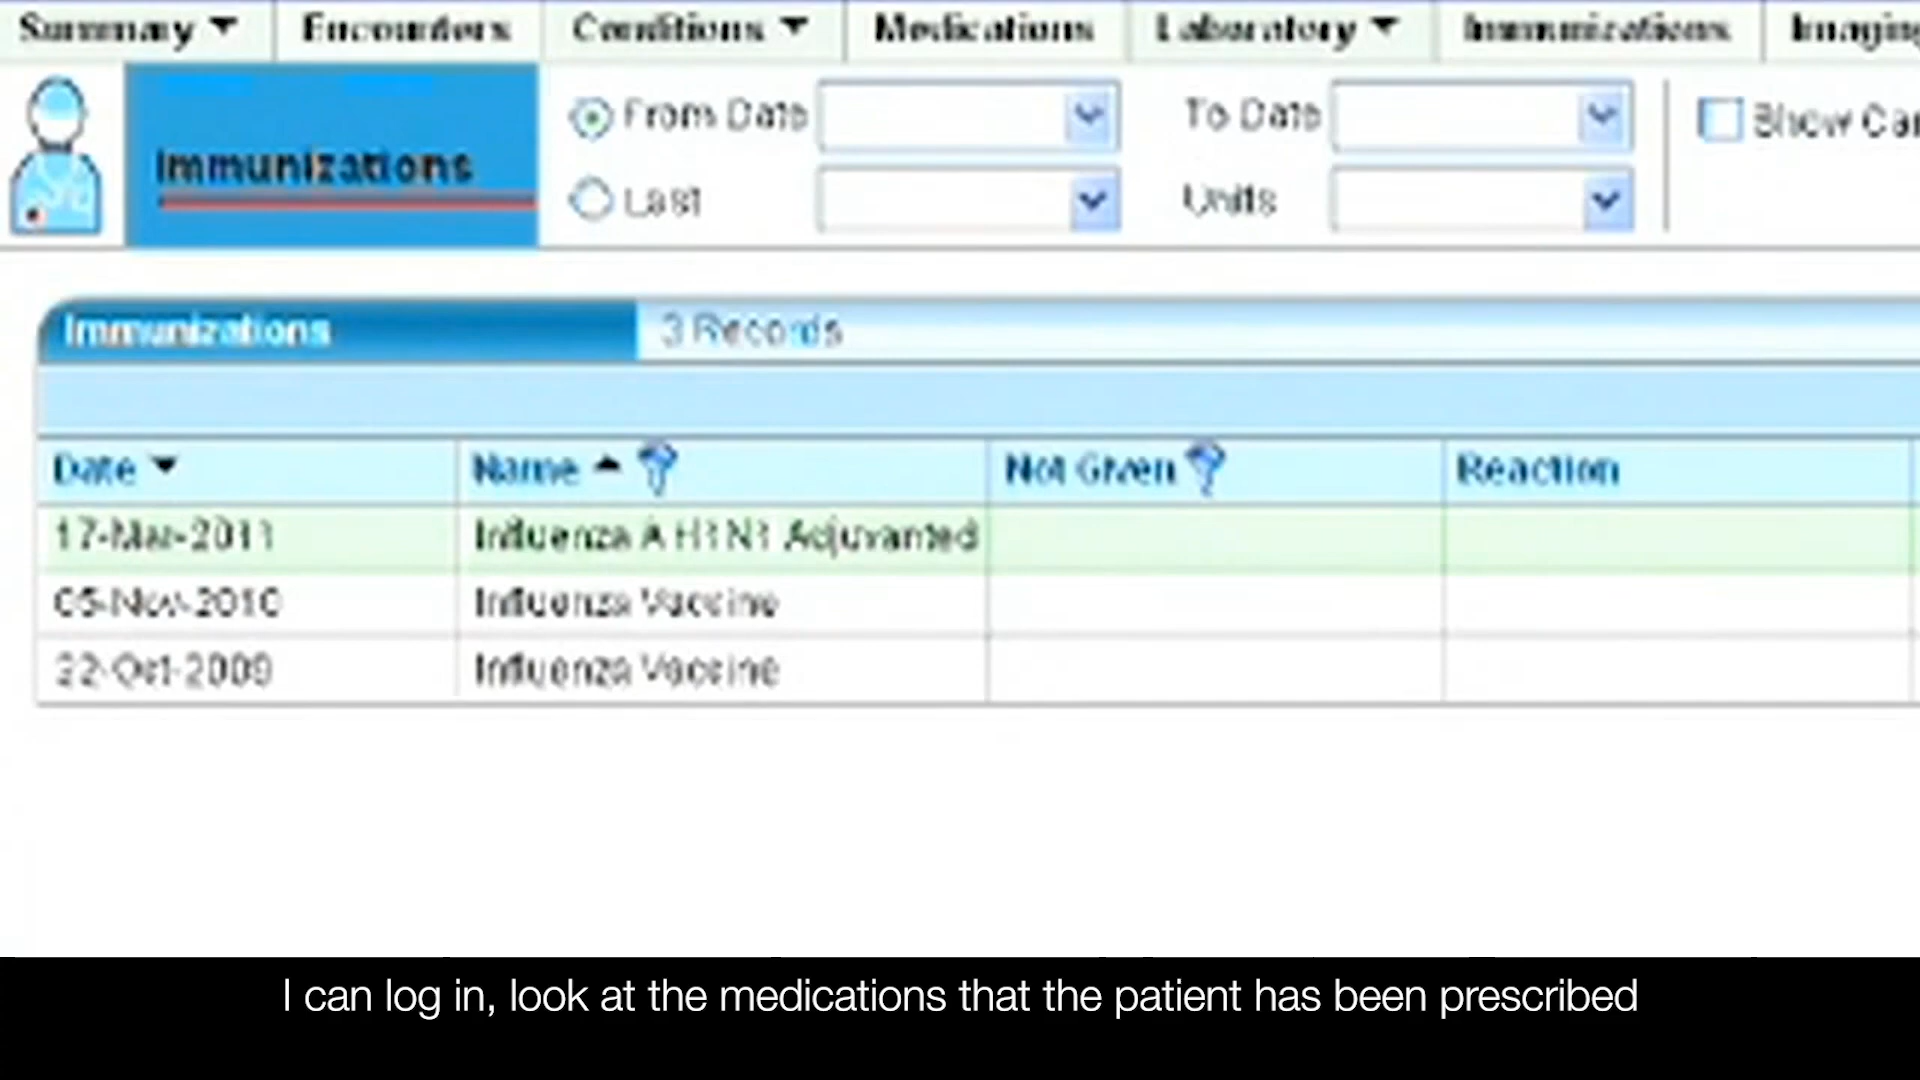 Summary Encounters Conditions Medications Laboratory Immunizations Imaging
Immunizations
From Date To Date Show
Last Units
Immunizations 3 Records
Date Name Not Given Reaction
17-Mar-2011 Influenza A H1N1 Adjuvanted
05-Nov-2010 Influenza Vaccine
22-Oct-2009 Influenza Vaccine
I can log in, look at the medications that the patient has been prescribed